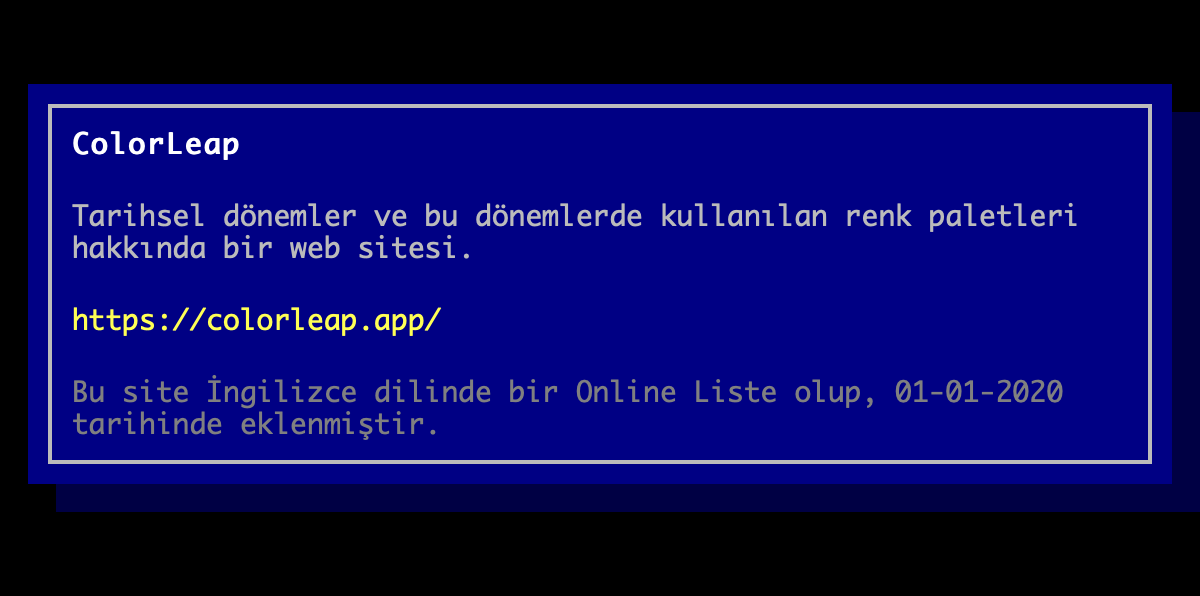 ColorLeap
Tarihsel dönemler ve bu dönemlerde kullanılan renk paletleri
hakkında bir web sitesi.
https://colorleap.app/
Bu site İngilizce dilinde bir Online Liste olup, 01-01-2020
tarihinde eklenmiştir.